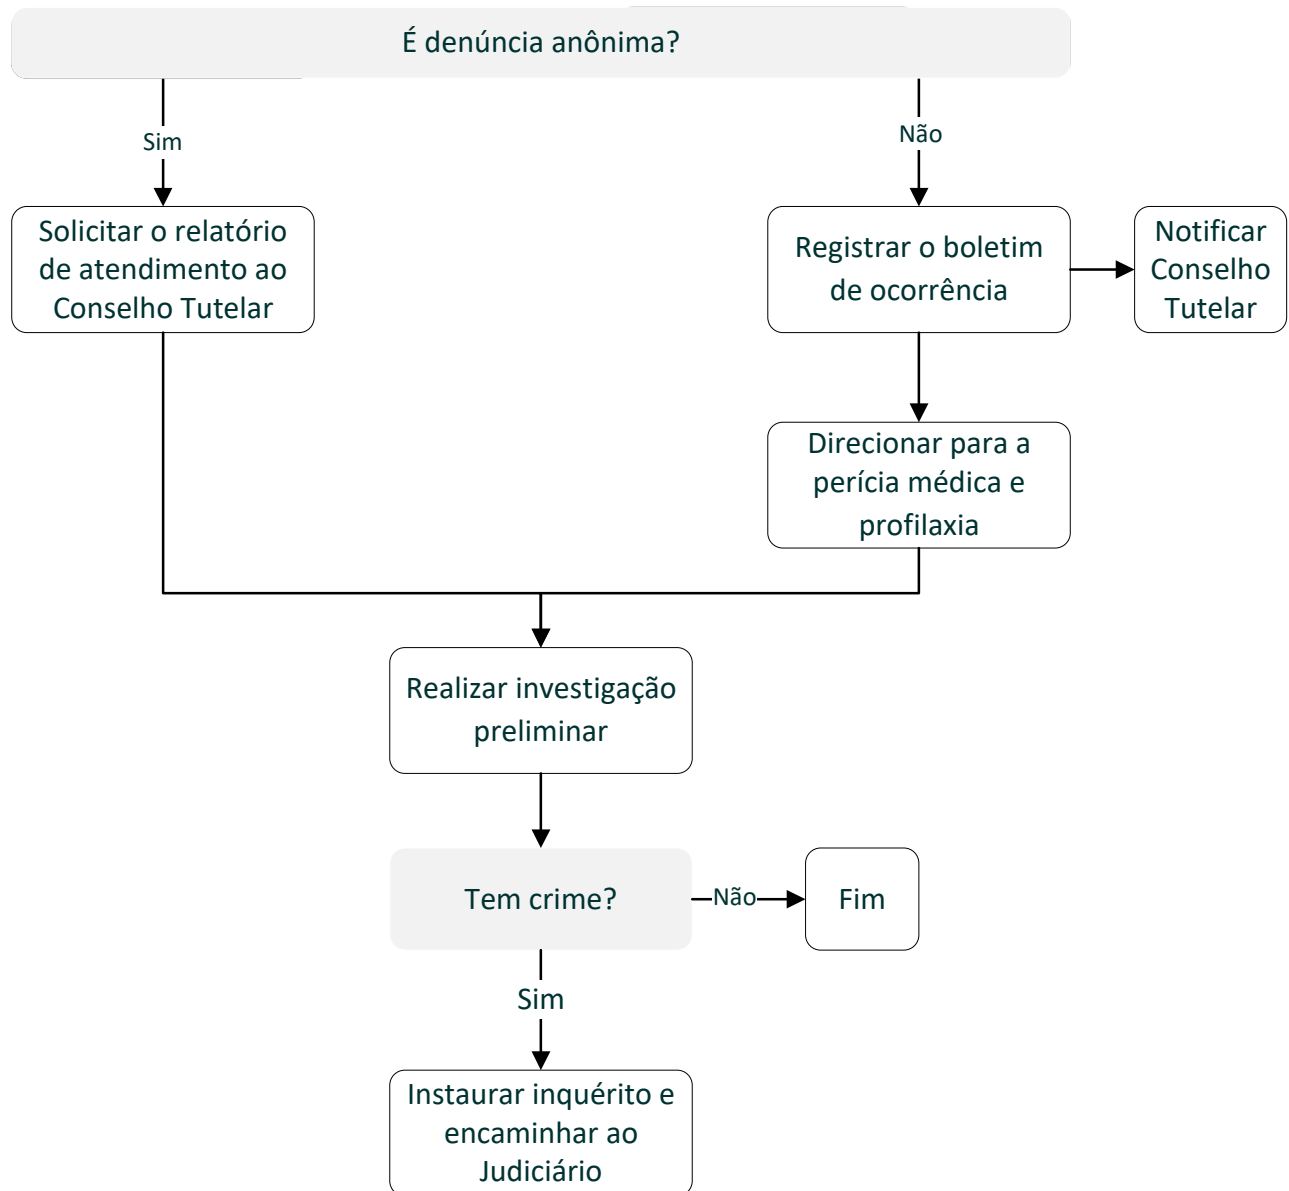 É denúncia anônima?
Sim
Não
Solicitar o relatório
de atendimento ao
Conselho Tutelar
Registrar o boletim
de ocorrência
Notificar
Conselho
Tutelar
Direcionar para a
perícia médica e
profilaxia
Realizar investigação
preliminar
Tem crime?
Não
Fim
Sim
Instaurar inquérito e
encaminhar ao
Judiciário